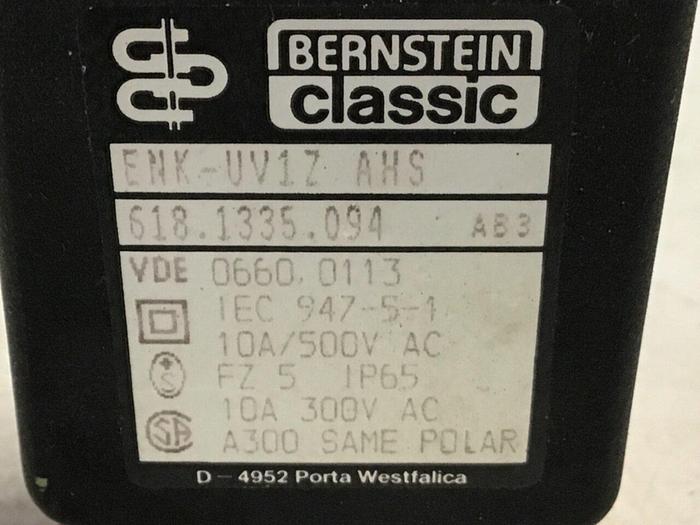 BERNSTEIN
classic
ENK-UV1Z AHS
618.1335.094 AB3
VDE 0660, 0113
IEC 947-5-1
10A/500V AC
+
S FZ 5 IP65
10A 300V AC
SA A300 SAME POLAR
D - 4952 Porta Westfalica